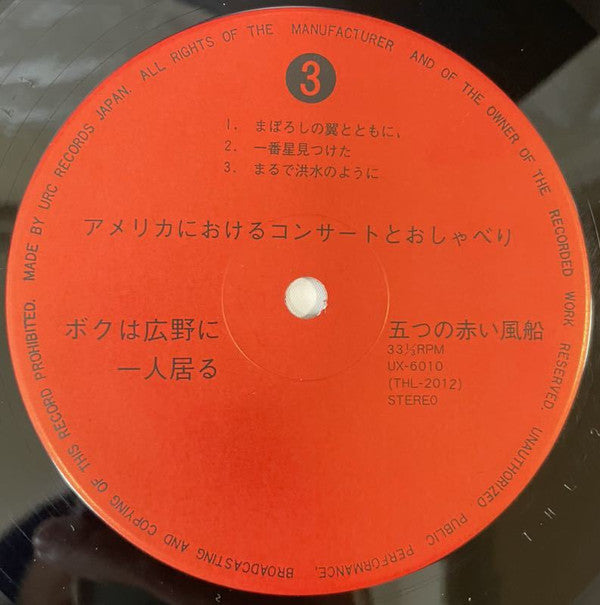 MADE BY URC RECORDS JAPAN. ALL RIGHTS OF THE MANUFACTURER AND OF THE OWNER OF THE RECORDED WORK RESERVED. UNAUTHORIZED PUBLIC PERFORMANCE, BROADCASTING AND COPYING OF THIS RECORD PROHIBITED.
3
1. まぼろしの翼とともに、
2. 一番星見つけた
3. まるで洪水のように
アメリカにおけるコンサートとおしゃべり
ボクは広野に
一人居る
五つの赤い風船
33⅓RPM
UX-6010
(THL-2012)
STEREO